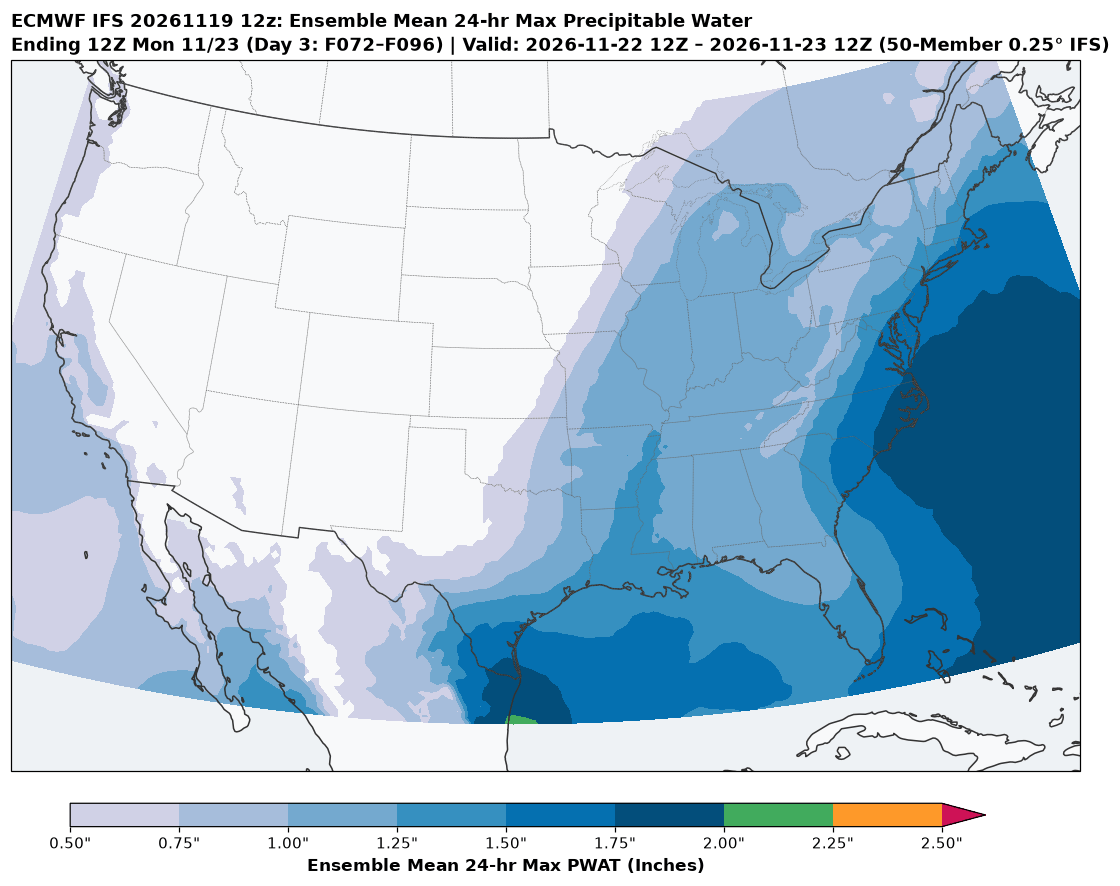 ECMWF IFS 20261119 12z: Ensemble Mean 24-hr Max Precipitable Water
Ending 12Z Mon 11/23 (Day 3: F072–F096) | Valid: 2026-11-22 12Z – 2026-11-23 12Z (50-Member 0.25° IFS)
0.50" 0.75" 1.00" 1.25" 1.50" 1.75" 2.00" 2.25" 2.50"
Ensemble Mean 24-hr Max PWAT (Inches)